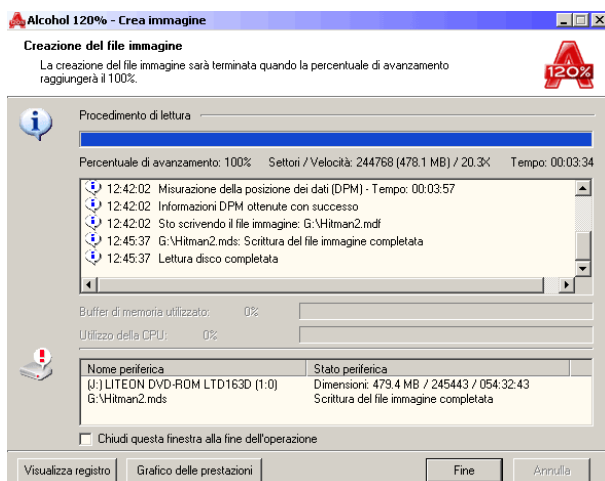 Alcohol 120% - Crea immagine
Creazione del file immagine
La creazione del file immagine sarà terminata quando la percentuale di avanzamento
raggiungerà il 100%.
120%
Procedimento di lettura
Percentuale di avanzamento: 100% Settori / Velocità: 244768 (478.1 MB) / 20.3X Tempo: 00:03:34
12:42:02 Misurazione della posizione dei dati (DPM) - Tempo: 00:03:57
12:42:02 Informazioni DPM ottenute con successo
12:42:02 Sto scrivendo il file immagine: G:\Hitman2.mdf
12:45:37 G:\Hitman2.mds: Scrittura del file immagine completata
12:45:37 Lettura disco completata
Buffer di memoria utilizzato: 0%
Utilizzo della CPU: 0%
Nome periferica Stato periferica
(J:) LITEON DVD-ROM LTD163D (1:0) Dimensioni: 479.4 MB / 245443 / 054:32:43
G:\Hitman2.mds Scrittura del file immagine completata
Chiudi questa finestra alla fine dell'operazione
Visualizza registro Grafico delle prestazioni Fine Annulla